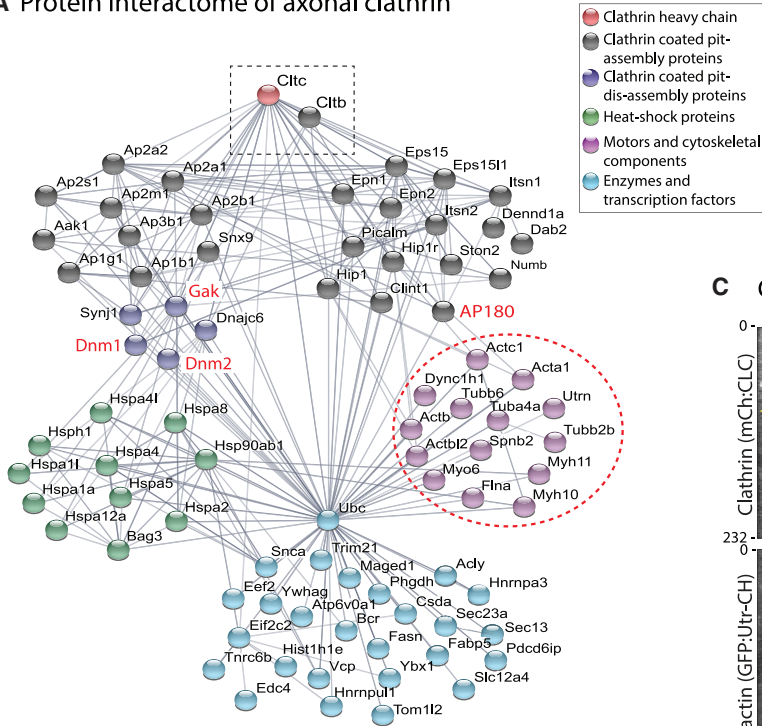 A Protein interactome of axonal clathrin
Clathrin heavy chain
Clathrin coated pit-
assembly proteins
Clathrin coated pit-
dis-assembly proteins
Heat-shock proteins
Motors and cytoskeletal
components
Enzymes and
transcription factors
Cltc
Cltb
Ap2a2
Ap2a1
Ap2s1
Ap2m1
Ap2b1
Aak1
Ap3b1
Snx9
Ap1g1
Ap1b1
Eps15
Eps15l1
Epn1
Epn2
Itsn1
Itsn2
Dennd1a
Dab2
Picalm
Hip1r
Ston2
Numb
Hip1
Clint1
AP180
Gak
Synj1
Dnajc6
Dnm1
Dnm2
Actc1
Acta1
Dync1h1
Tubb6
Utrn
Tuba4a
Actb
Tubb2b
Actbl2
Spnb2
Myh11
Myo6
Flna
Myh10
Hspa4l
Hspa8
Hsph1
Hsp90ab1
Hspa4
Hspa1l
Hspa5
Hspa1a
Hspa2
Hspa12a
Bag3
Ubc
Snca
Trim21
Maged1
Acly
Phgdh
Hnrnpa3
Eef2
Ywhag
Atp6v0a1
Csda
Sec23a
Bcr
Sec13
Eif2c2
Fasn
Fabp5
Pdcd6ip
Tnrc6b
Hist1h1e
Vcp
Ybx1
Slc12a4
Edc4
Hnrnpul1
Tom1l2
C
0
Clathrin (mCh:CLC)
232
0
actin (GFP:Utr-CH)